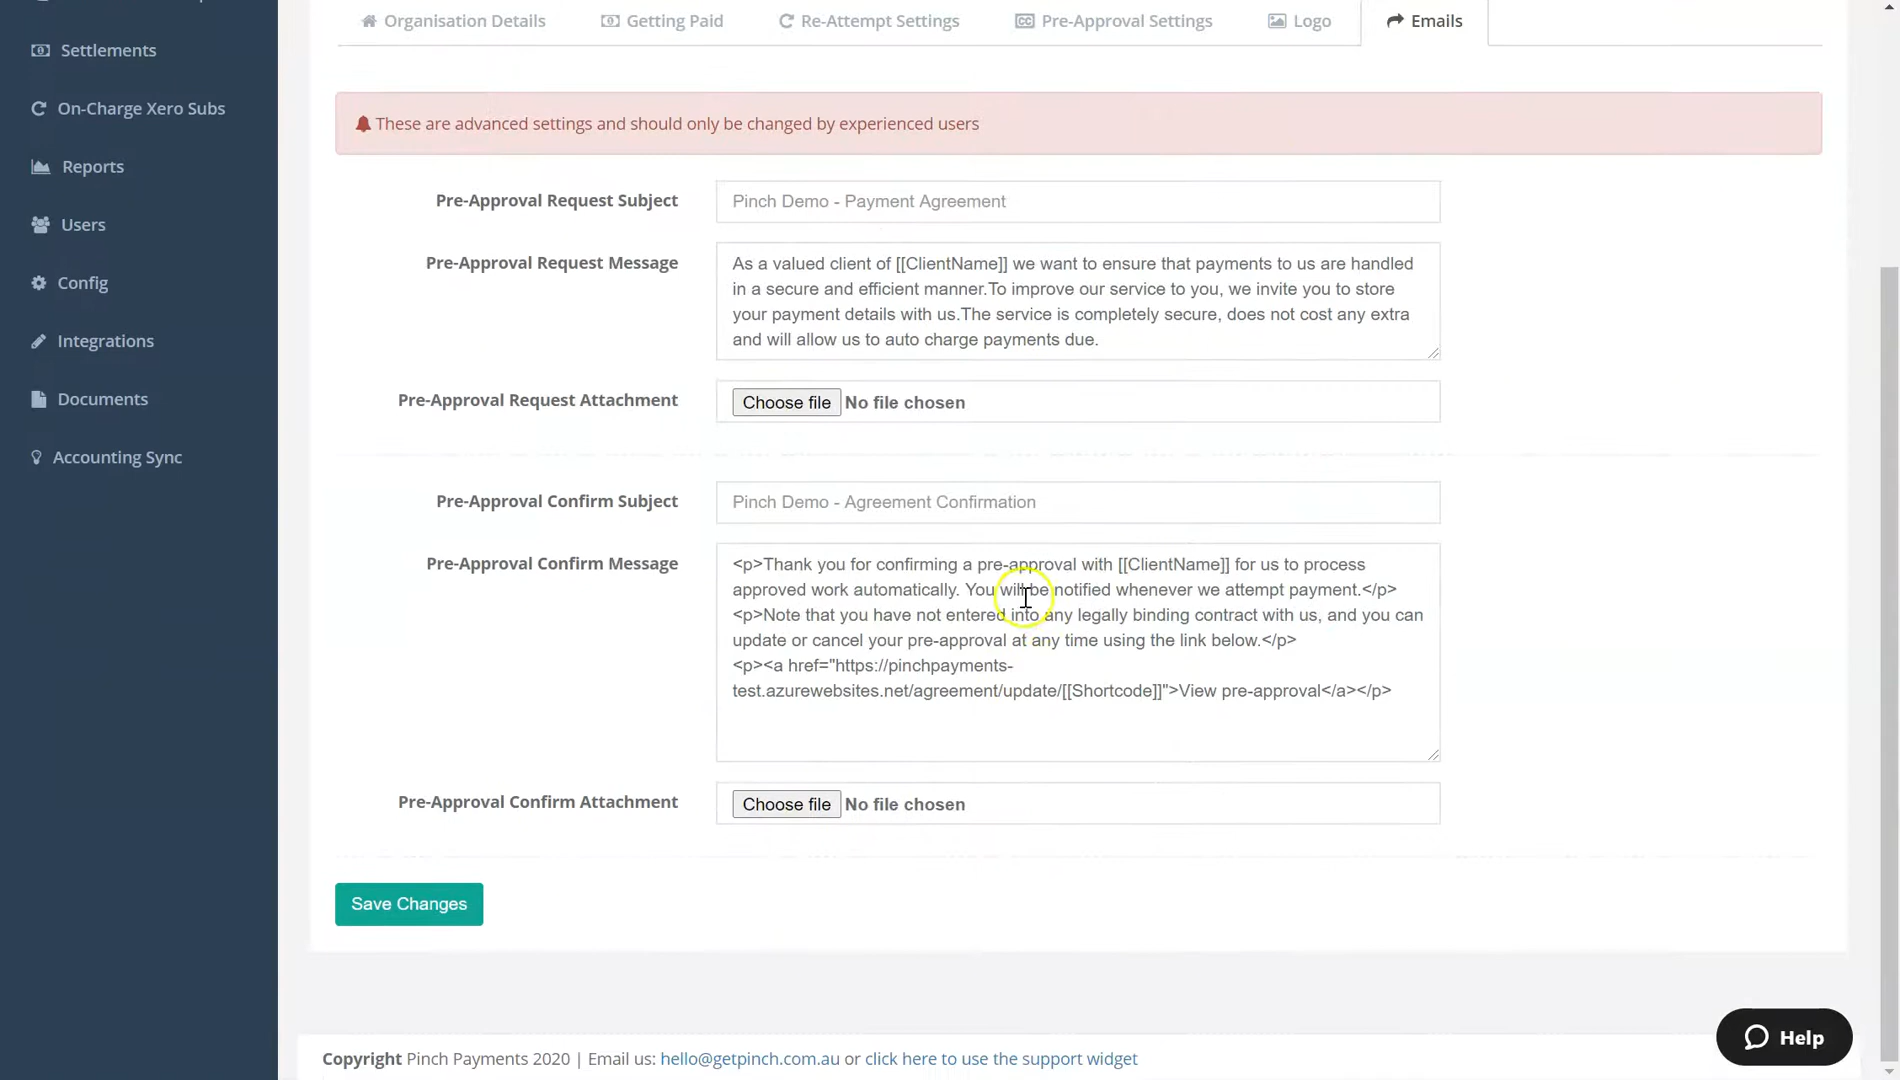 Organisation Details
Getting Paid
Re-Attempt Settings
Pre-Approval Settings
Logo
Emails
Settlements
On-Charge Xero Subs
Reports
Users
Config
Integrations
Documents
Accounting Sync
These are advanced settings and should only be changed by experienced users
Pre-Approval Request Subject
Pinch Demo - Payment Agreement
Pre-Approval Request Message
As a valued client of [[ClientName]] we want to ensure that payments to us are handled
in a secure and efficient manner.To improve our service to you, we invite you to store
your payment details with us.The service is completely secure, does not cost any extra
and will allow us to auto charge payments due.
Pre-Approval Request Attachment
Choose file No file chosen
Pre-Approval Confirm Subject
Pinch Demo - Agreement Confirmation
Pre-Approval Confirm Message
<p>Thank you for confirming a pre-approval with [[ClientName]] for us to process
approved work automatically. You will be notified whenever we attempt payment.</p>
<p>Note that you have not entered into any legally binding contract with us, and you can
update or cancel your pre-approval at any time using the link below.</p>
<p><a href="https://pinchpayments-
test.azurewebsites.net/agreement/update/[[Shortcode]]">View pre-approval</a></p>
Pre-Approval Confirm Attachment
Choose file No file chosen
Save Changes
Help
Copyright Pinch Payments 2020 | Email us: hello@getpinch.com.au or click here to use the support widget